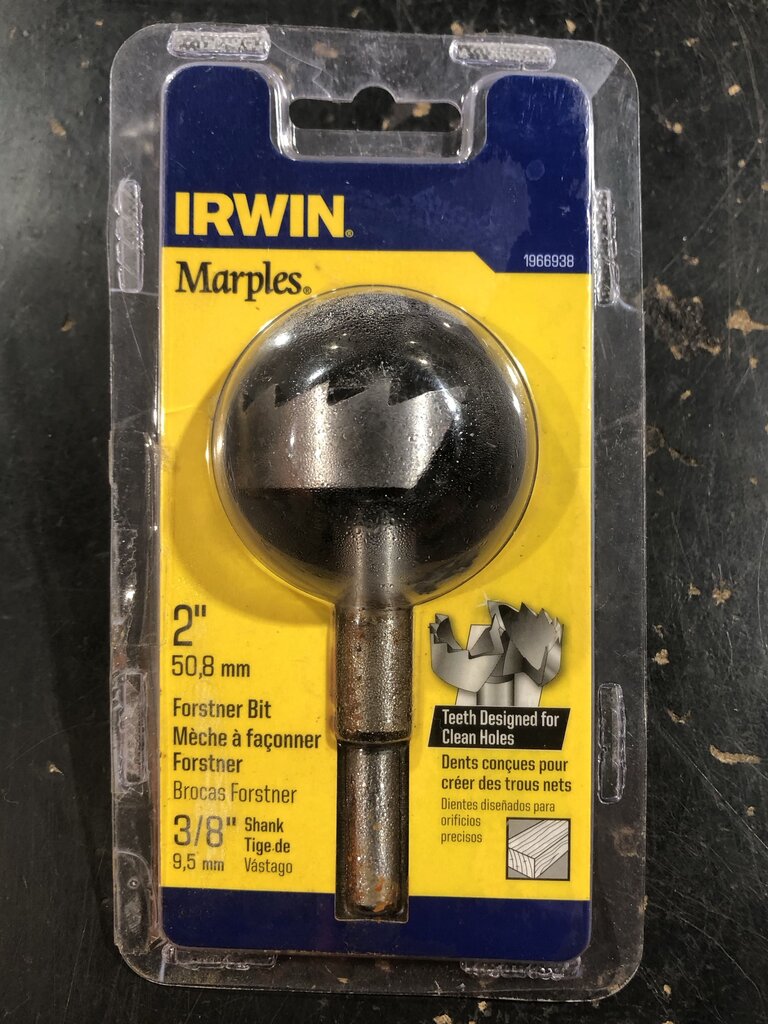 IRWIN®
1966938
Marples®
2"
50,8 mm
Forstner Bit
Mèche à façonner
Forstner
Brocas Forstner
3/8" Shank
9,5 mm Tige de
Vástago
Teeth Designed for
Clean Holes
Dents conçues pour
créer des trous nets
Dientes diseñados para
orificios
precisos